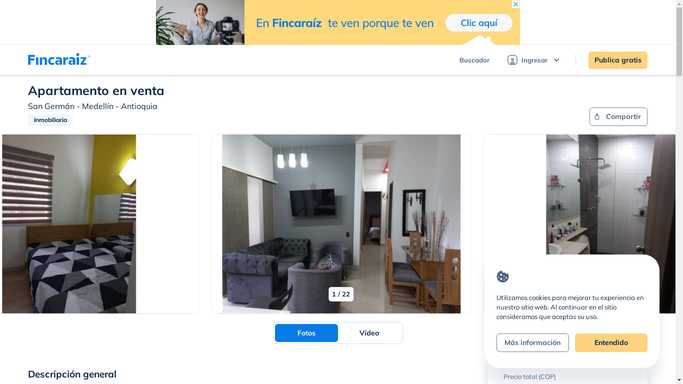 En Fincaraíz te ven porque te ven
Clic aquí
Fincaraíz
Buscador
Ingresar
Publica gratis
Apartamento en venta
San Germán - Medellín - Antioquia
Inmobiliaria
Compartir
1 / 22
Fotos
Vídeo
Utilizamos cookies para mejorar tu experiencia en
nuestro sitio web. Al continuar en el sitio
consideramos que aceptas su uso.
Más información
Entendido
Descripción general
Precio total (COP)